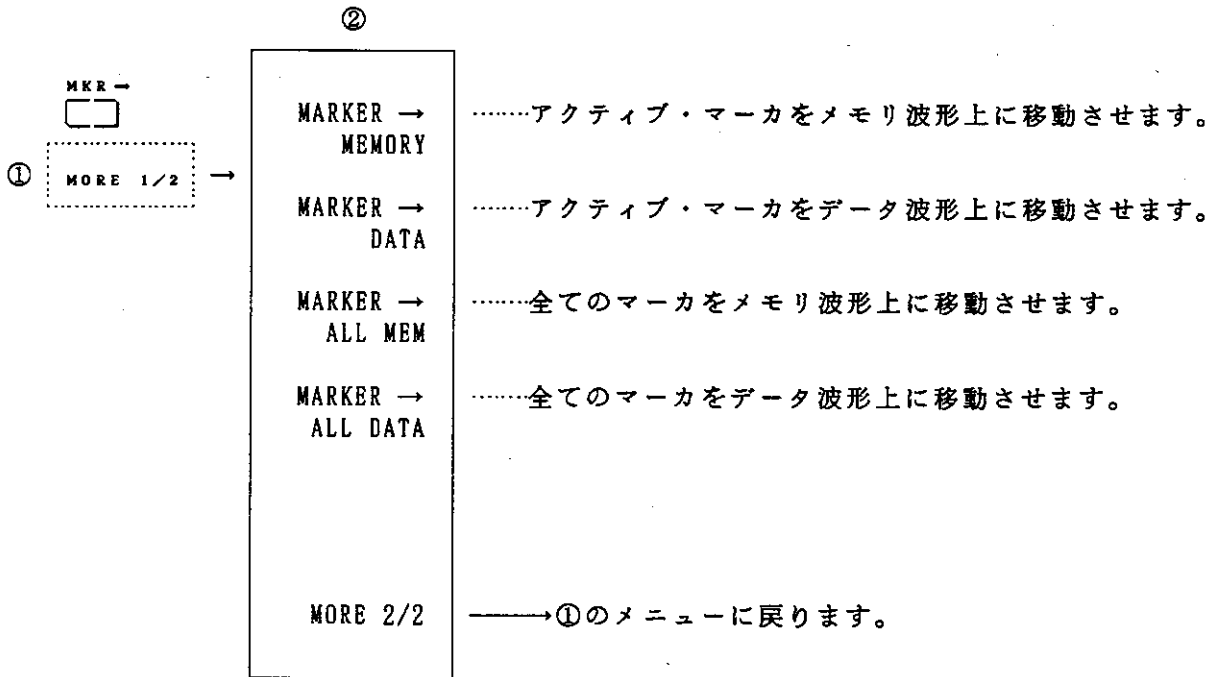 ②
MKR→
① MORE 1/2 →
MARKER → ……アクティブ・マーカをメモリ波形上に移動させます。
MEMORY
MARKER → ……アクティブ・マーカをデータ波形上に移動させます。
DATA
MARKER → ……全てのマーカをメモリ波形上に移動させます。
ALL MEM
MARKER → ……全てのマーカをデータ波形上に移動させます。
ALL DATA
MORE 2/2 ――→①のメニューに戻ります。